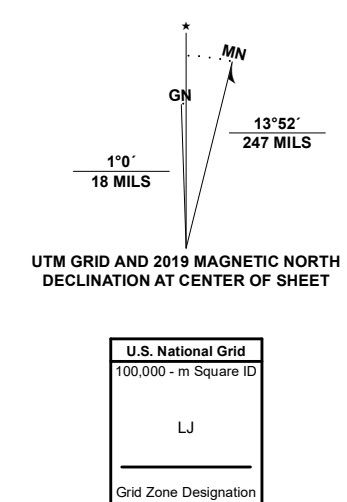 ★
MN
GN
13°52´
247 MILS
1°0´
18 MILS
UTM GRID AND 2019 MAGNETIC NORTH
DECLINATION AT CENTER OF SHEET
U.S. National Grid
100,000 - m Square ID
LJ
Grid Zone Designation